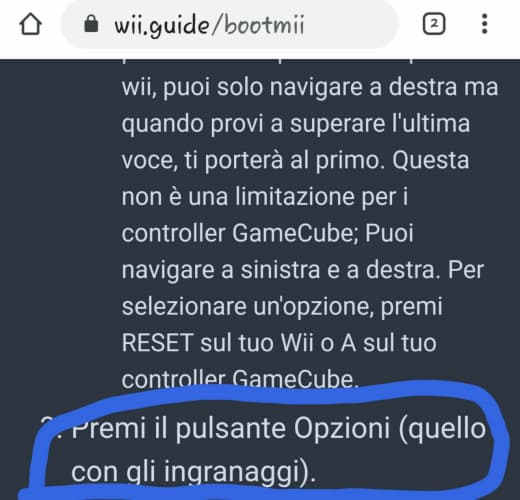 2
wii.guide/bootmii
wii, puoi solo navigare a destra ma
quando provi a superare l'ultima
voce, ti porterà al primo. Questa
non è una limitazione per i
controller GameCube; Puoi
navigare a sinistra e a destra. Per
selezionare un'opzione, premi
RESET sul tuo Wii o A sul tuo
controller GameCube.
Premi il pulsante Opzioni (quello
con gli ingranaggi).